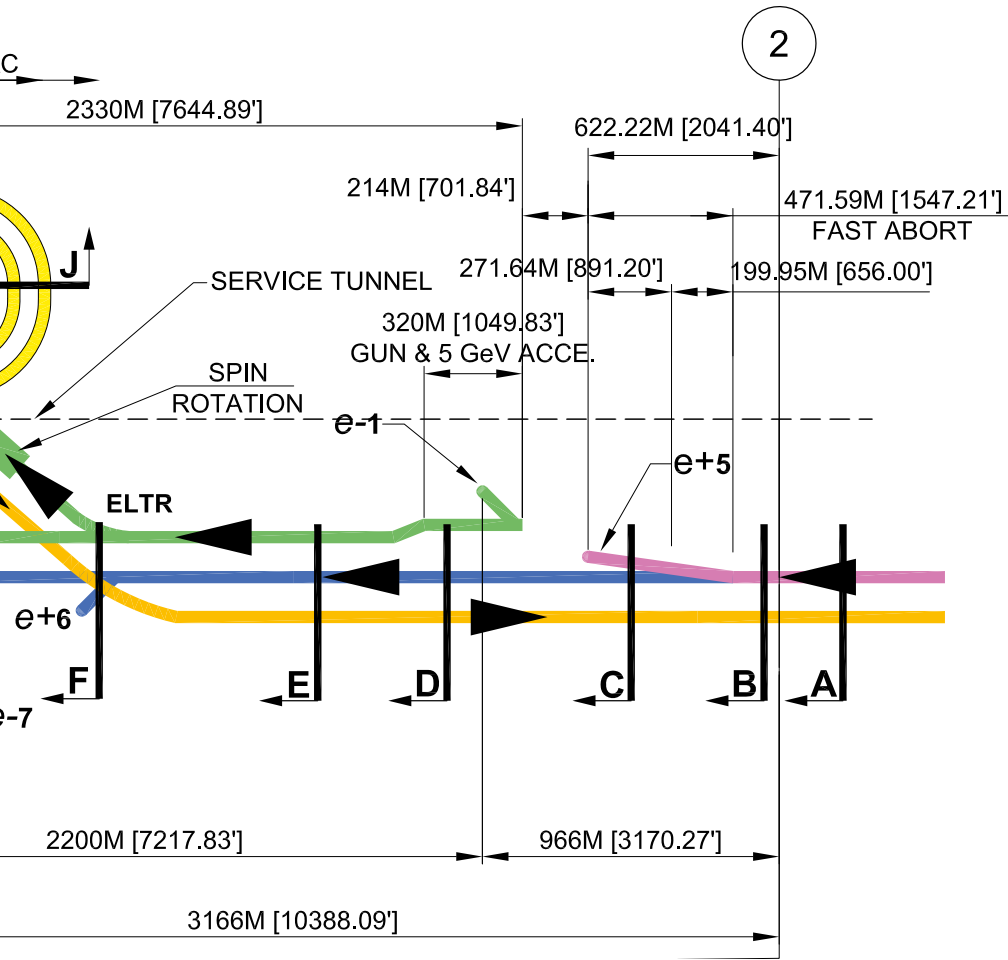 2
C
2330M [7644.89']
622.22M [2041.40']
214M [701.84']
471.59M [1547.21']
FAST ABORT
J
SERVICE TUNNEL
271.64M [891.20']
199.95M [656.00']
320M [1049.83']
GUN & 5 GeV ACCE.
SPIN
ROTATION
e-1
e+5
ELTR
e+6
F
E
D
C
B
A
e-7
2200M [7217.83']
966M [3170.27']
3166M [10388.09']